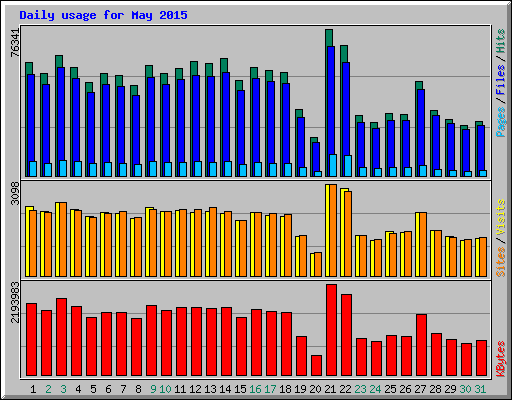 Daily usage for May 2015
76341
Pages / Files / Hits
3098
Sites / Visits
2193983
KBytes
1 2 3 4 5 6 7 8 9 10 11 12 13 14 15 16 17 18 19 20 21 22 23 24 25 26 27 28 29 30 31